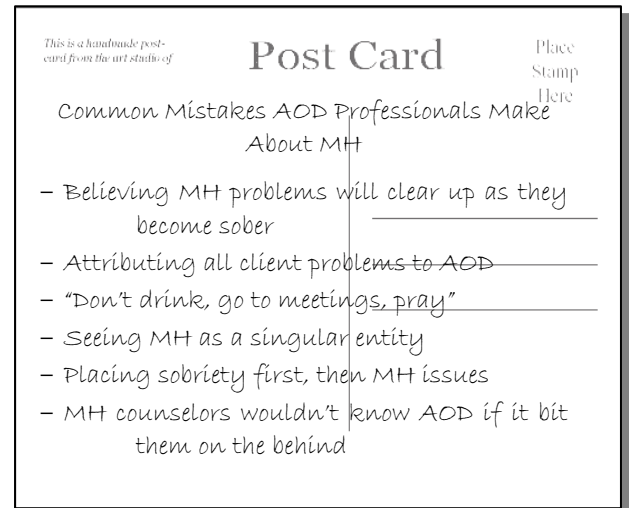 This is a handmade post-
card from the art studio of
Post Card
Place
Stamp
Here
Common Mistakes AOD Professionals Make
About MH
– Believing MH problems will clear up as they
become sober
– Attributing all client problems to AOD
– "Don't drink, go to meetings, pray"
– Seeing MH as a singular entity
– Placing sobriety first, then MH issues
– MH counselors wouldn't know AOD if it bit
them on the behind